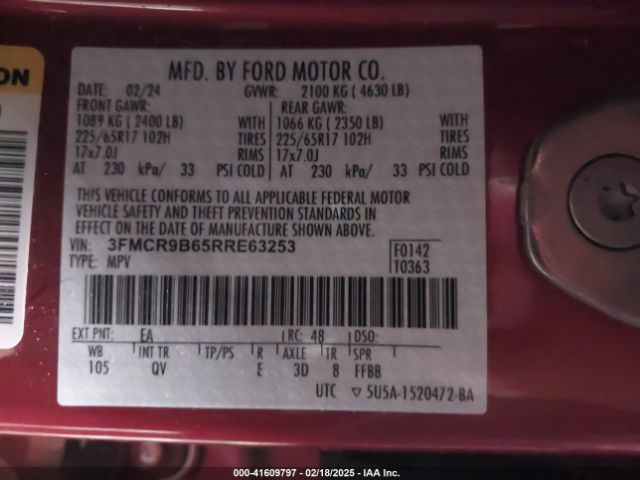 ON
MFD. BY FORD MOTOR CO.
DATE: 02/24 GVWR: 2100 KG ( 4630 LB)
FRONT GAWR: REAR GAWR:
1089 KG ( 2400 LB) WITH 1066 KG ( 2350 LB) WITH
225/65R17 102H TIRES 225/65R17 102H TIRES
17x7.0J RIMS 17x7.0J RIMS
AT 230 kPa/ 33 PSI COLD AT 230 kPa/ 33 PSI COLD
THIS VEHICLE CONFORMS TO ALL APPLICABLE FEDERAL MOTOR
VEHICLE SAFETY AND THEFT PREVENTION STANDARDS IN
EFFECT ON THE DATE OF MANUFACTURE SHOWN ABOVE.
VIN: 3FMCR9B65RRE63253 F0142
TYPE: MPV T0363
EXT PNT: EA RC: 48 DSO:
WB INT TR TP/PS R AXLE TR SPR
105 QV E 3D 8 FFBB
UTC ▽ 5U5A-1520472-BA
000-41609797 - 02/18/2025 - IAA Inc.